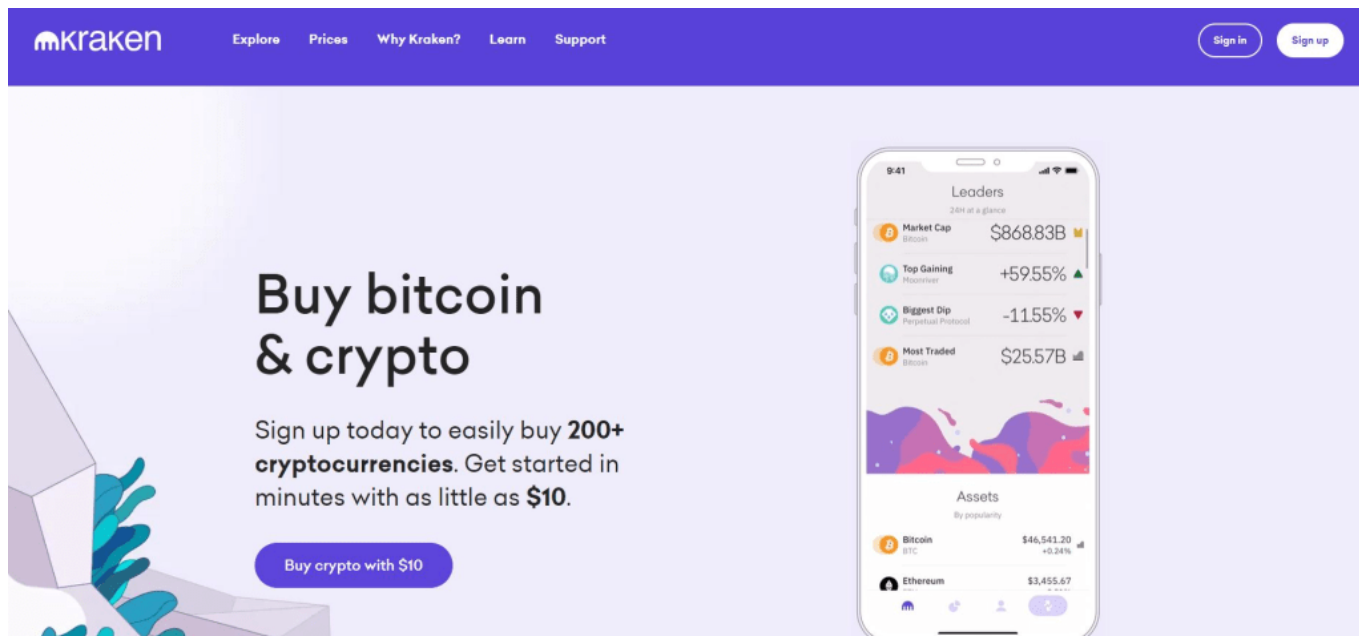 mkraken
Explore Prices Why Kraken? Learn Support
Sign in Sign up
Buy bitcoin
& crypto
Sign up today to easily buy 200+
cryptocurrencies. Get started in
minutes with as little as $10.
Buy crypto with $10
9:41
Leaders
24H at a glance
Market Cap
Bitcoin
$868.83B
Top Gaining
Moonriver
+59.55%
Biggest Dip
Perpetual Protocol
-11.55%
Most Traded
Bitcoin
$25.57B
Assets
By popularity
Bitcoin
BTC
$46,541.20
+0.24%
Ethereum
$3,455.67